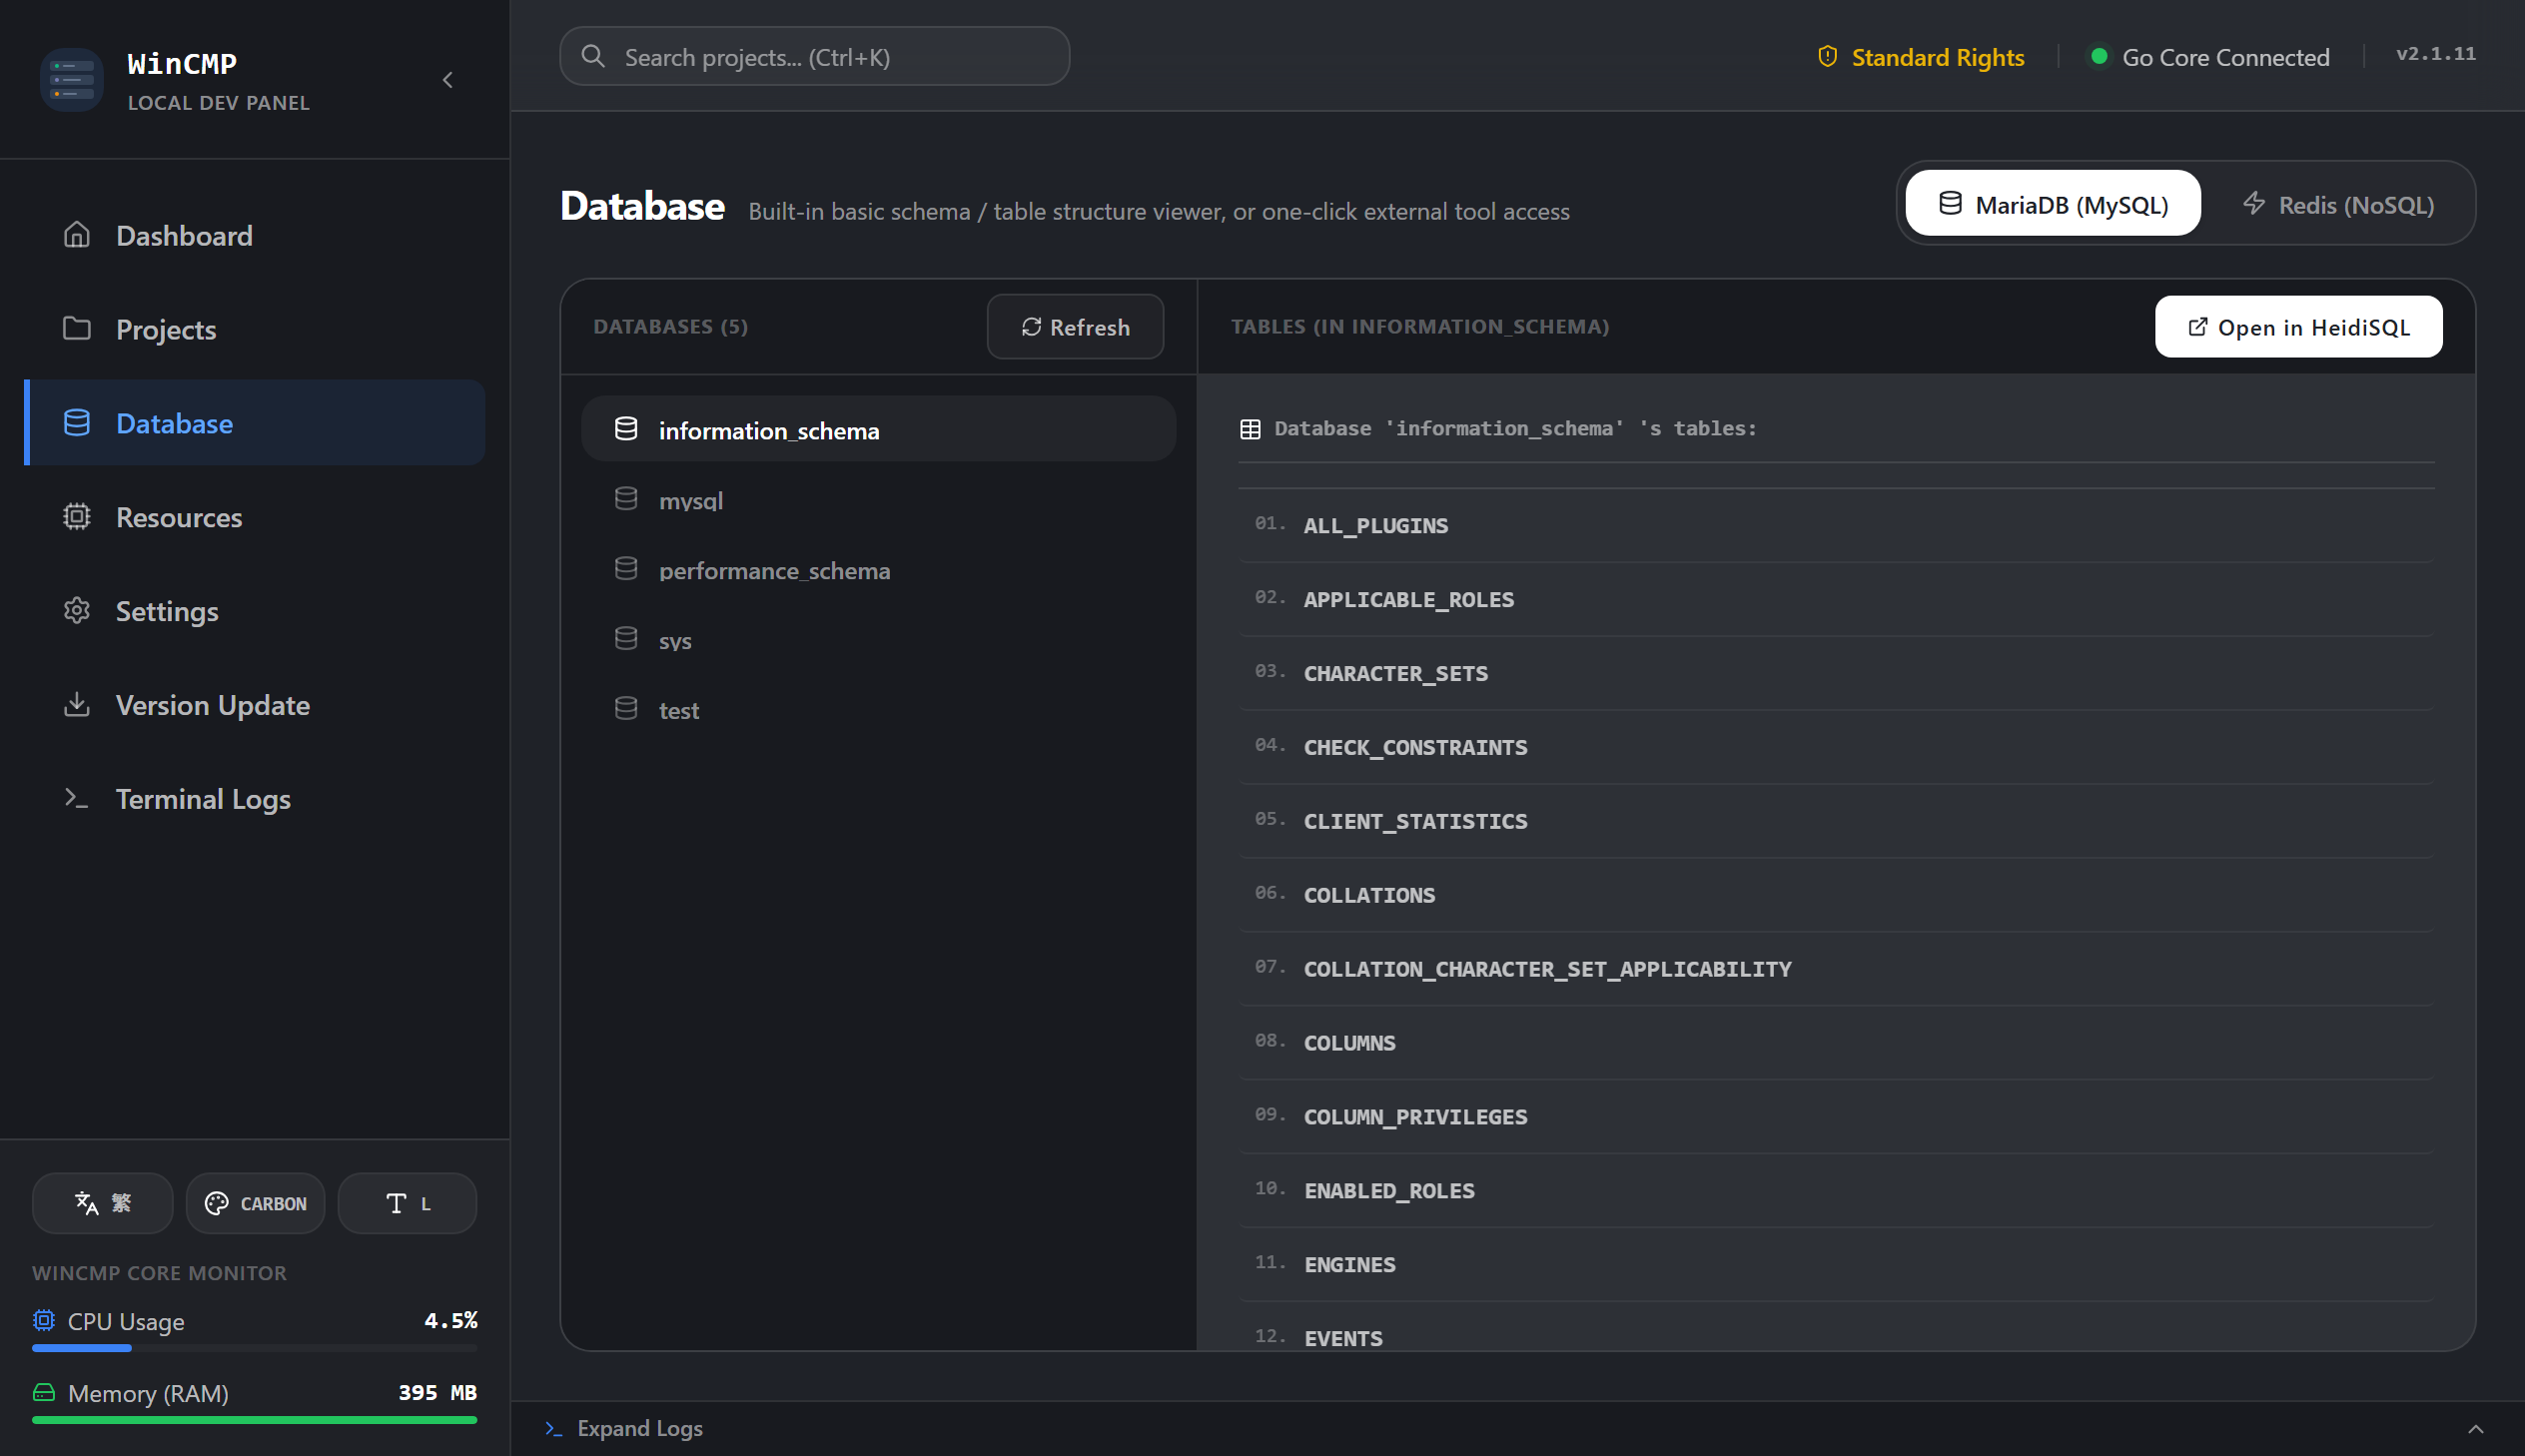 WinCMP
LOCAL DEV PANEL
Dashboard
Projects
Database
Resources
Settings
Version Update
Terminal Logs
繁
CARBON
L
WINCMP CORE MONITOR
CPU Usage 4.5%
Memory (RAM) 395 MB
Search projects... (Ctrl+K)
Standard Rights
Go Core Connected
v2.1.11
Database Built-in basic schema / table structure viewer, or one-click external tool access
MariaDB (MySQL)
Redis (NoSQL)
DATABASES (5)
Refresh
information_schema
mysql
performance_schema
sys
test
TABLES (IN INFORMATION_SCHEMA)
Open in HeidiSQL
Database 'information_schema' 's tables:
01. ALL_PLUGINS
02. APPLICABLE_ROLES
03. CHARACTER_SETS
04. CHECK_CONSTRAINTS
05. CLIENT_STATISTICS
06. COLLATIONS
07. COLLATION_CHARACTER_SET_APPLICABILITY
08. COLUMNS
09. COLUMN_PRIVILEGES
10. ENABLED_ROLES
11. ENGINES
12. EVENTS
Expand Logs